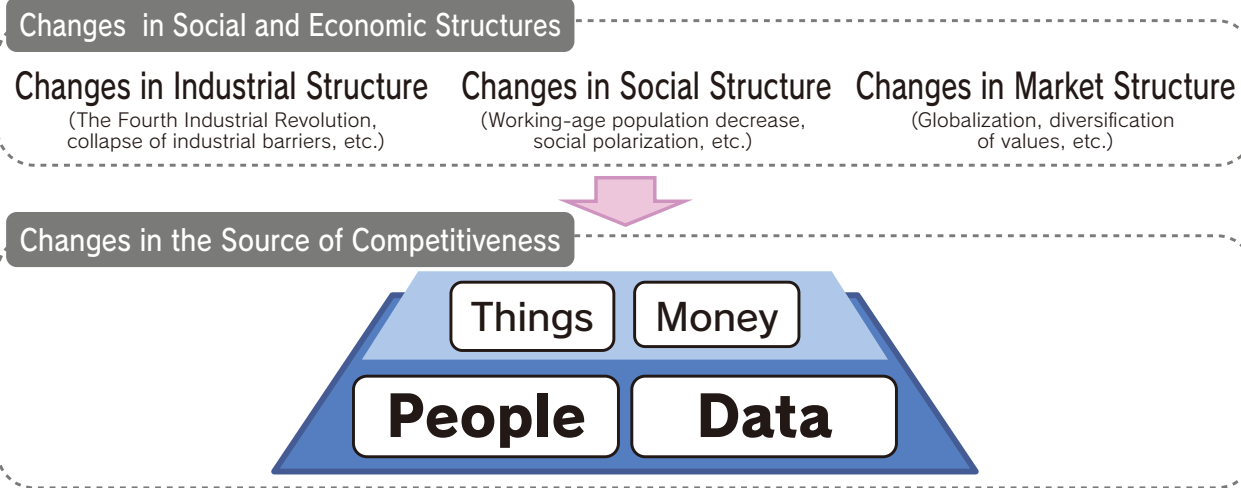 Changes in Social and Economic Structures
Changes in Industrial Structure
(The Fourth Industrial Revolution,
collapse of industrial barriers, etc.)
Changes in Social Structure
(Working-age population decrease,
social polarization, etc.)
Changes in Market Structure
(Globalization, diversification
of values, etc.)
Changes in the Source of Competitiveness
Things
Money
People
Data